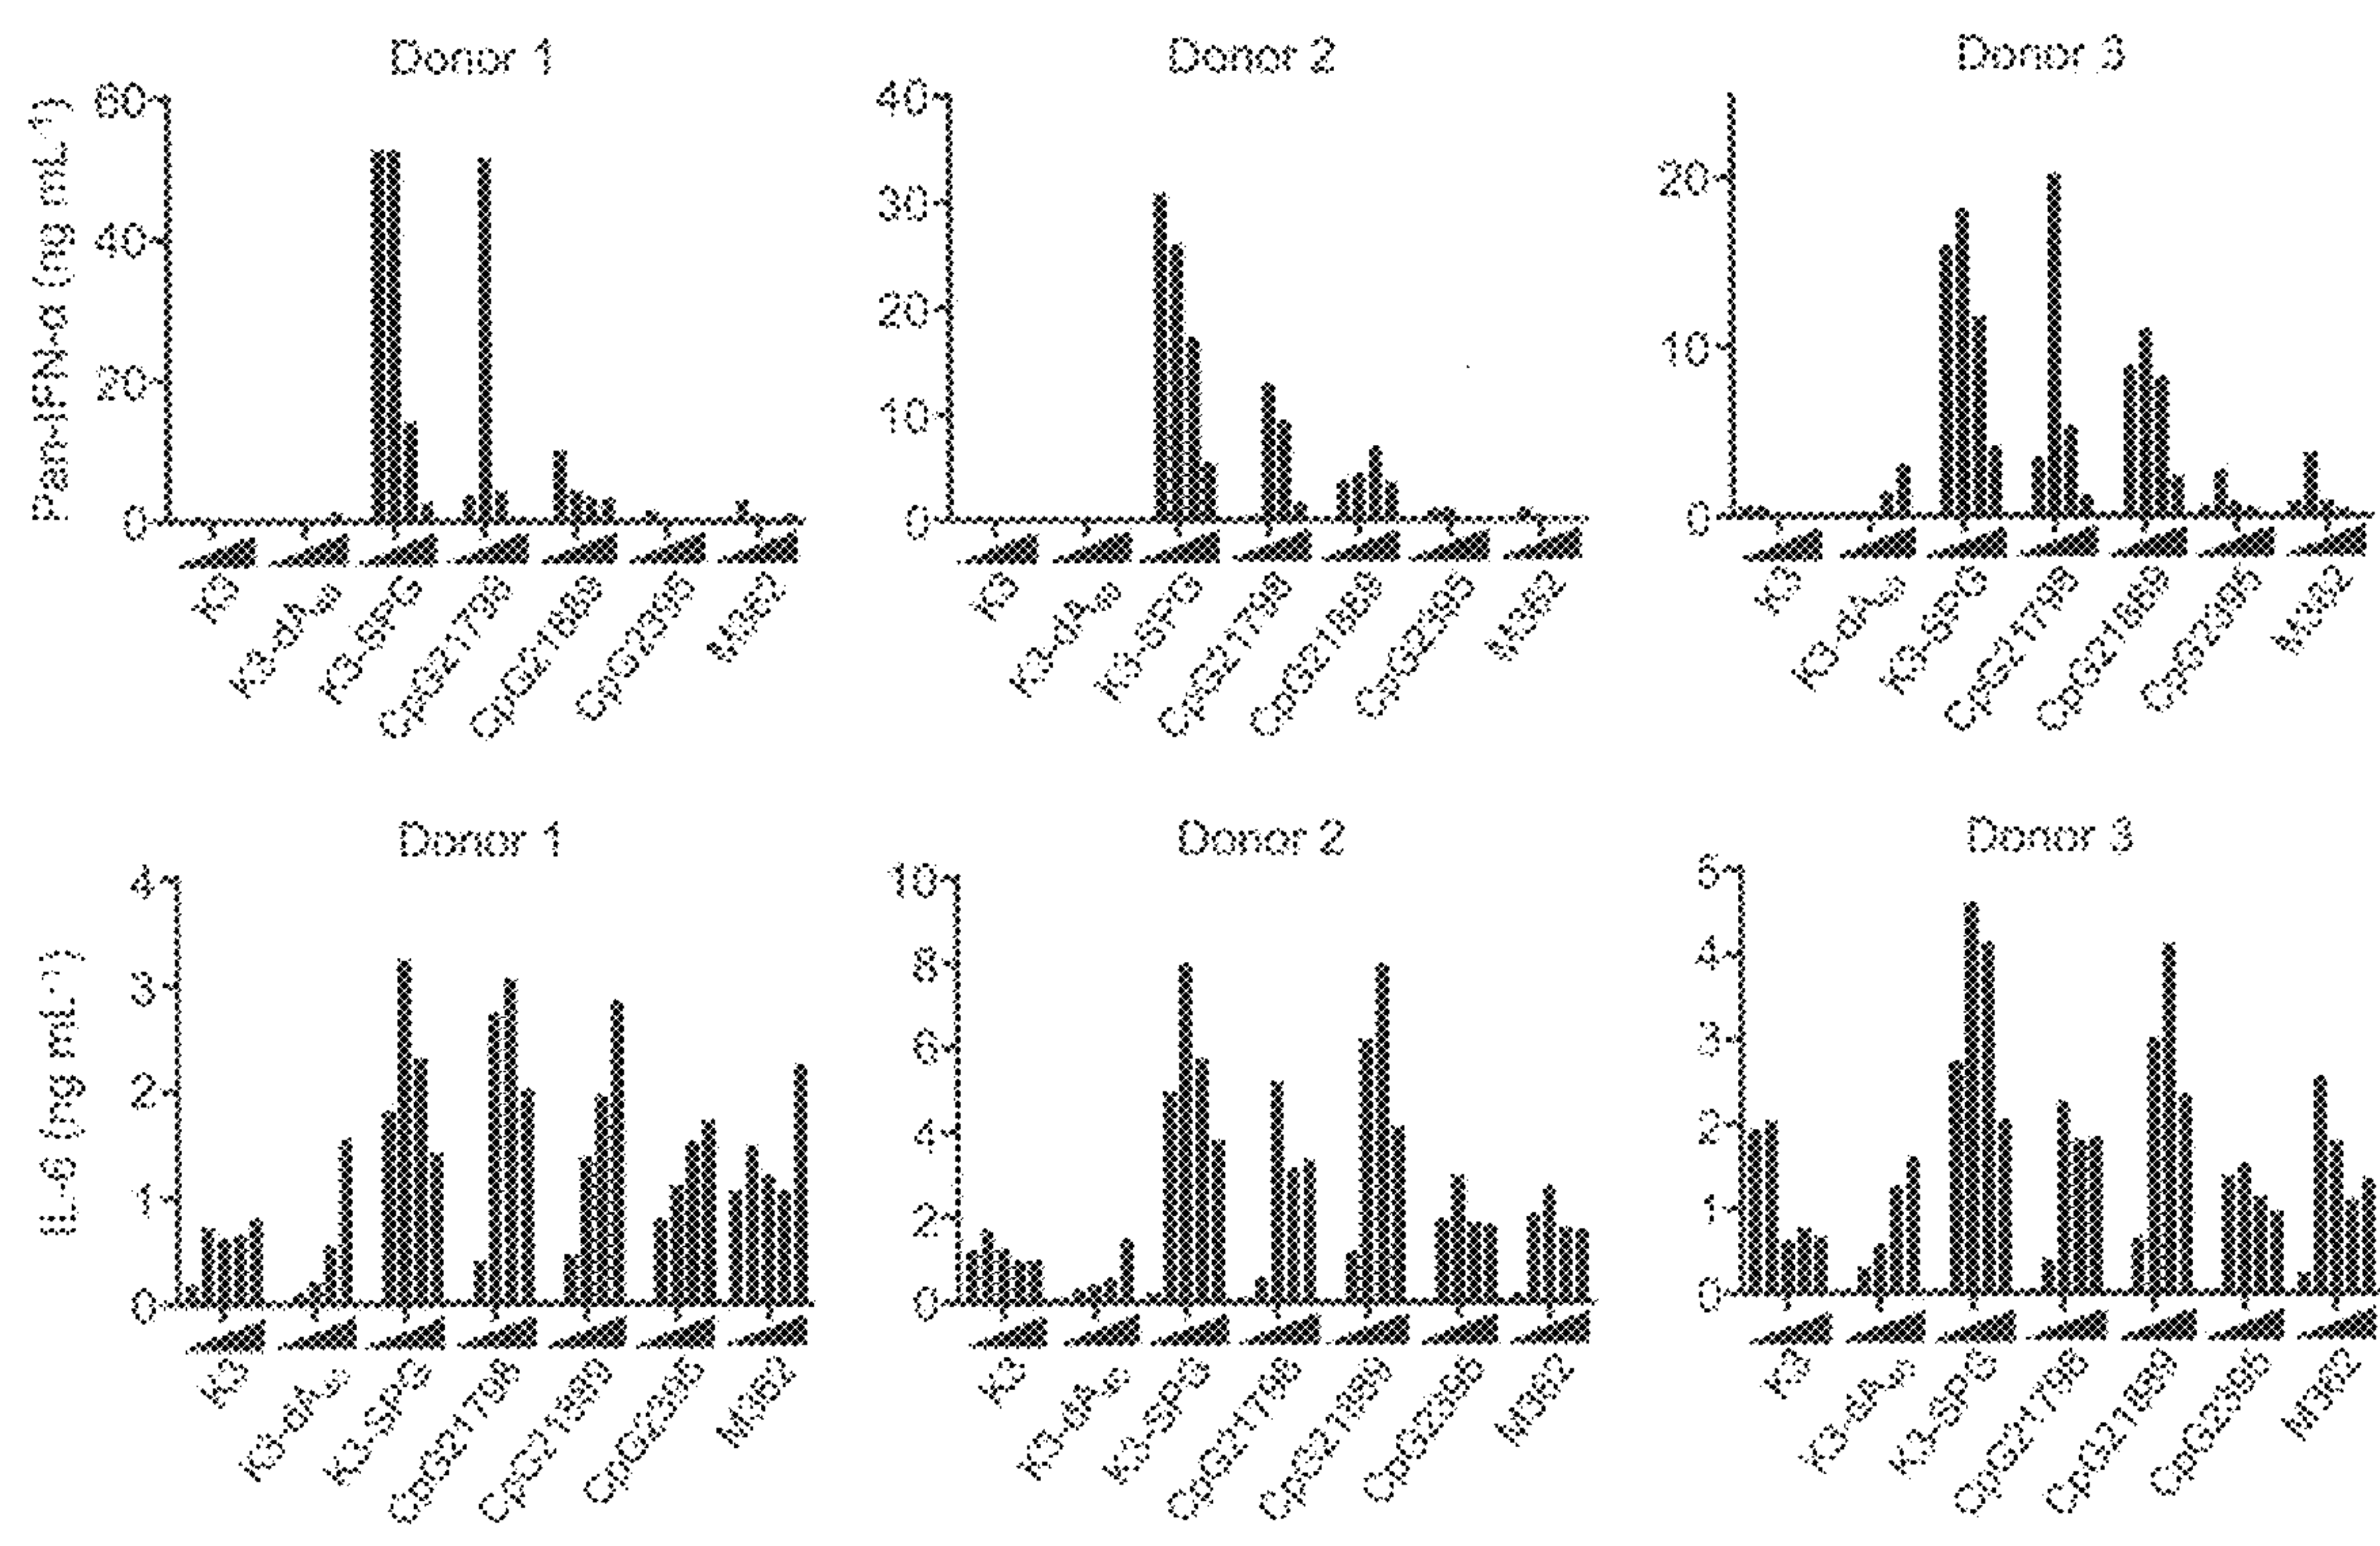 Donor 1
Donor 2
Donor 3
Pan-IFN-α (ng mL⁻¹)
60
40
20
0
40
30
20
10
0
20
10
0
K3
K3-dA₄₀
K3-SPG
CpG21798
CpG21889
CpG2395
M362
K3
K3-dA₄₀
K3-SPG
CpG21798
CpG21889
CpG2395
M362
K3
K3-dA₄₀
K3-SPG
CpG21798
CpG21889
CpG2395
M362
Donor 1
Donor 2
Donor 3
IL-6 (ng mL⁻¹)
4
3
2
1
0
10
8
6
4
2
0
5
4
3
2
1
0
K3
K3-dA₄₀
K3-SPG
CpG21798
CpG21889
CpG2395
M362
K3
K3-dA₄₀
K3-SPG
CpG21798
CpG21889
CpG2395
M362
K3
K3-dA₄₀
K3-SPG
CpG21798
CpG21889
CpG2395
M362